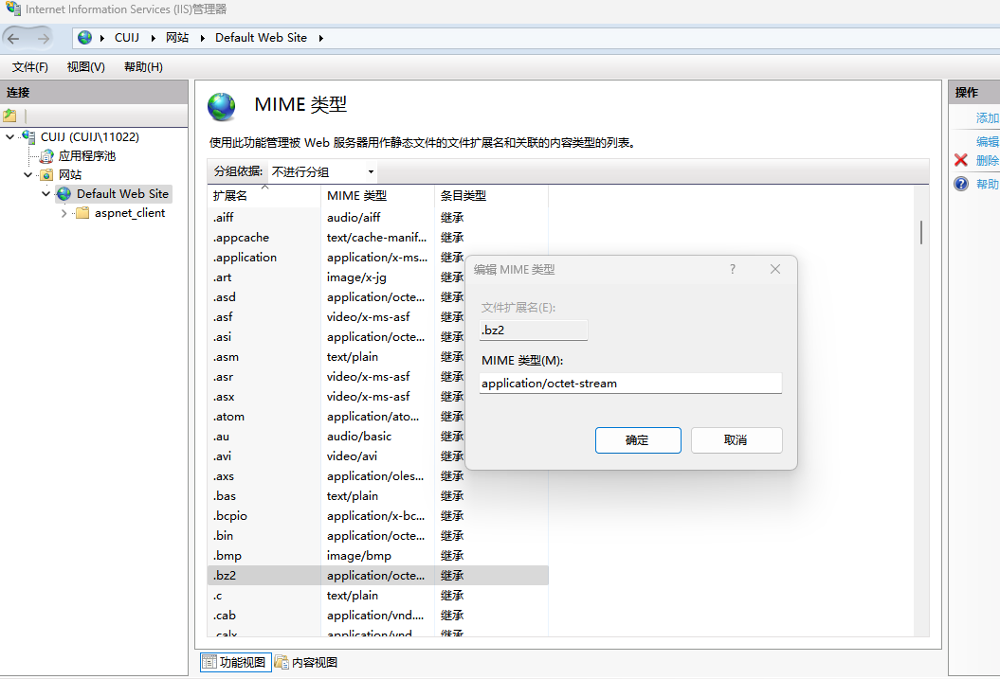 Internet Information Services (IIS)管理器
CUIJ 网站 Default Web Site
文件(F) 视图(V) 帮助(H)
连接
CUIJ (CUIJ\11022)
应用程序池
网站
Default Web Site
aspnet_client
MIME 类型
使用此功能管理被 Web 服务器用作静态文件的文件扩展名和关联的内容类型的列表。
分组依据: 不进行分组
扩展名 MIME 类型 条目类型
.aiff audio/aiff 继承
.appcache text/cache-manif... 继承
.application application/x-ms... 继承
.art image/x-jg 继承
.asd application/octe... 继承
.asf video/x-ms-asf 继承
.asi application/octe... 继承
.asm text/plain 继承
.asr video/x-ms-asf 继承
.asx video/x-ms-asf 继承
.atom application/ato... 继承
.au audio/basic 继承
.avi video/avi 继承
.axs application/oles... 继承
.bas text/plain 继承
.bcpio application/x-bc... 继承
.bin application/octe... 继承
.bmp image/bmp 继承
.bz2 application/octe... 继承
.c text/plain 继承
.cab application/vnd.... 继承
.calx application/vnd 继承
编辑 MIME 类型 ?
文件扩展名(E):
.bz2
MIME 类型(M):
application/octet-stream
确定 取消
功能视图 内容视图
操作
添加
编辑
删除
帮助